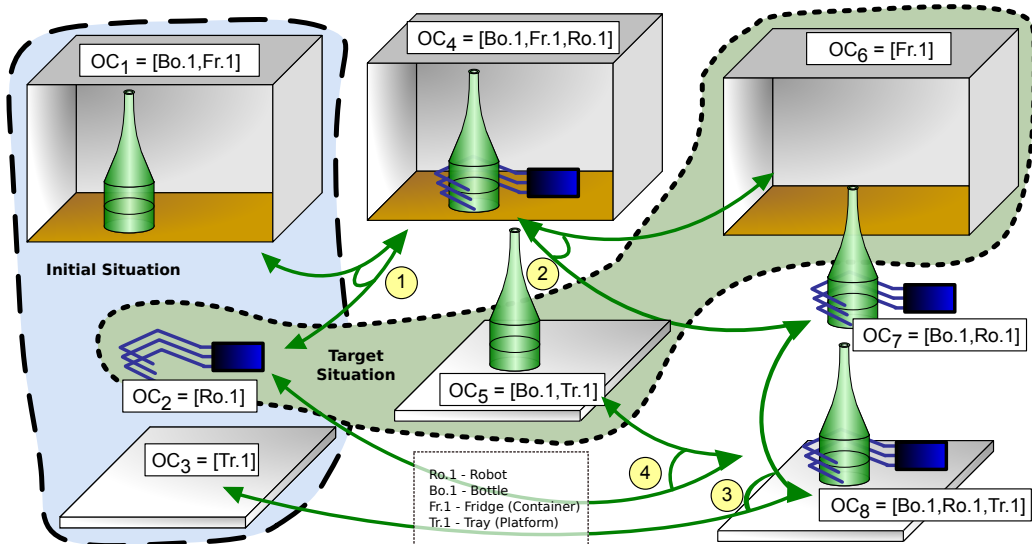 OC1 = [Bo.1,Fr.1]
OC4 = [Bo.1,Fr.1,Ro.1]
OC6 = [Fr.1]
Initial Situation
1
2
OC7 = [Bo.1,Ro.1]
Target
Situation
OC2 = [Ro.1]
OC5 = [Bo.1,Tr.1]
OC3 = [Tr.1]
4
3
Ro.1 - Robot
Bo.1 - Bottle
Fr.1 - Fridge (Container)
Tr.1 - Tray (Platform)
OC8 = [Bo.1,Ro.1,Tr.1]